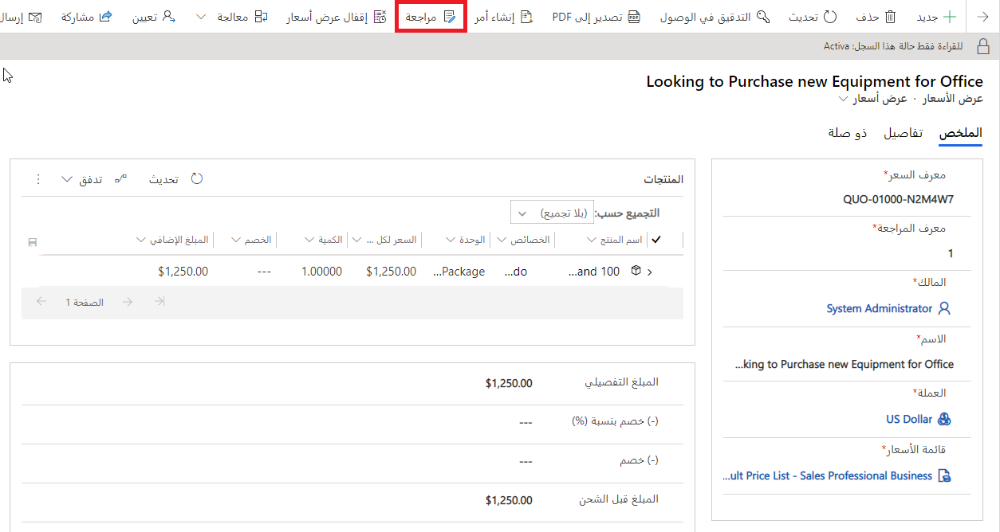 جديد حذف تحديث التدقيق في الوصول تصدير إلى PDF إنشاء أمر مراجعة إقفال عرض أسعار معالجة تعيين مشاركة إرسال
للقراءة فقط حالة هذا السجل: Activa
Looking to Purchase new Equipment for Office
عرض الأسعار · عرض أسعار
الملخص تفاصيل ذو صلة
معرف السعر*
QUO-01000-N2M4W7
معرف المراجعة*
1
المالك*
System Administrator
الاسم*
...king to Purchase new Equipment for Office
العملة*
US Dollar
قائمة الأسعار*
...ult Price List - Sales Professional Business
المنتجات تحديث تدفق
التجميع حسب: (بلا تجميع)
اسم المنتج الخصائص الوحدة السعر لكل ... الكمية الخصم المبلغ الإضافي
...and 100 ...do ...Package $1,250.00 1.00000 --- $1,250.00
الصفحة 1
المبلغ التفصيلي $1,250.00
(-) خصم بنسبة (%) ---
(-) خصم ---
المبلغ قبل الشحن $1,250.00